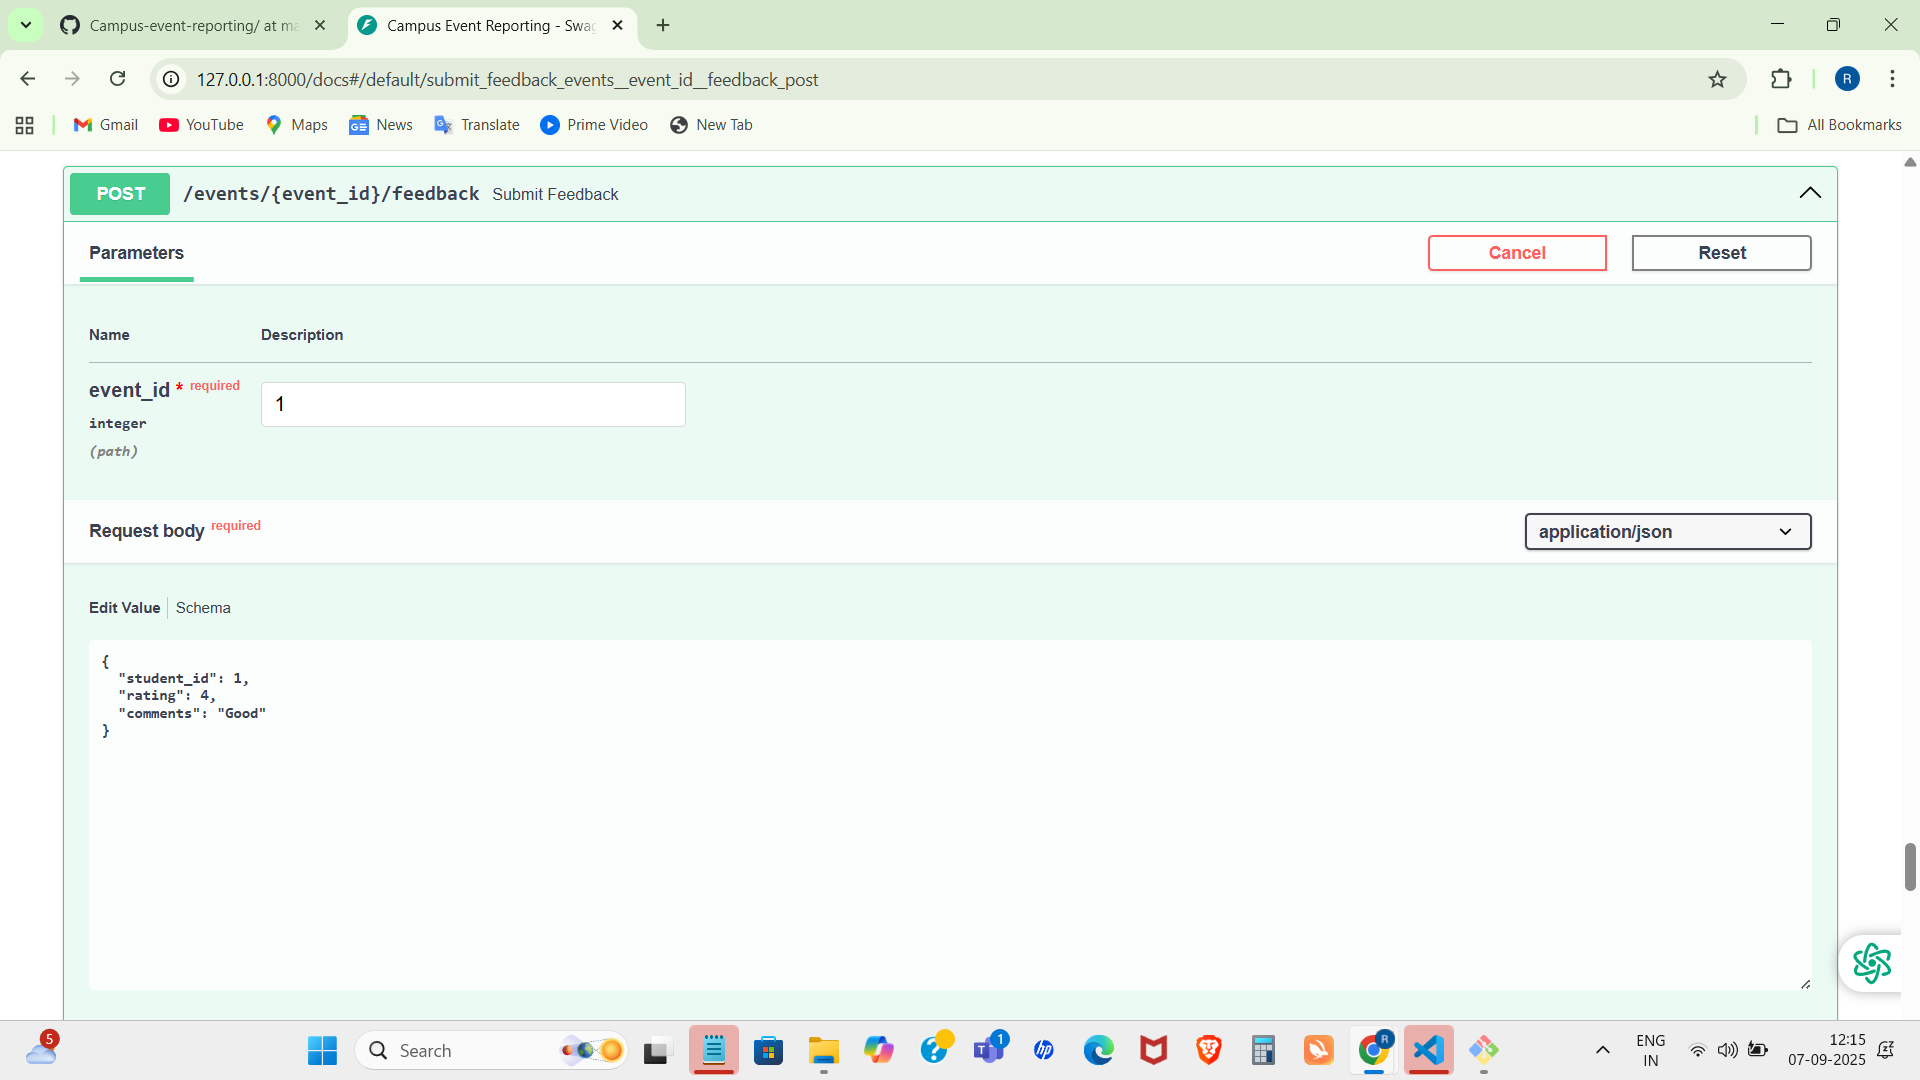 Campus-event-reporting/ at ma
Campus Event Reporting - Swag
127.0.0.1:8000/docs#/default/submit_feedback_events__event_id__feedback_post
R
Gmail
YouTube
Maps
News
Translate
Prime Video
New Tab
All Bookmarks
POST
/events/{event_id}/feedback
Submit Feedback
Parameters
Cancel
Reset
Name
Description
event_id * required
integer
(path)
1
Request body required
application/json
Edit Value
Schema
{
"student_id": 1,
"rating": 4,
"comments": "Good"
}
5
Search
1
hp
R
ENG
IN
12:15
07-09-2025